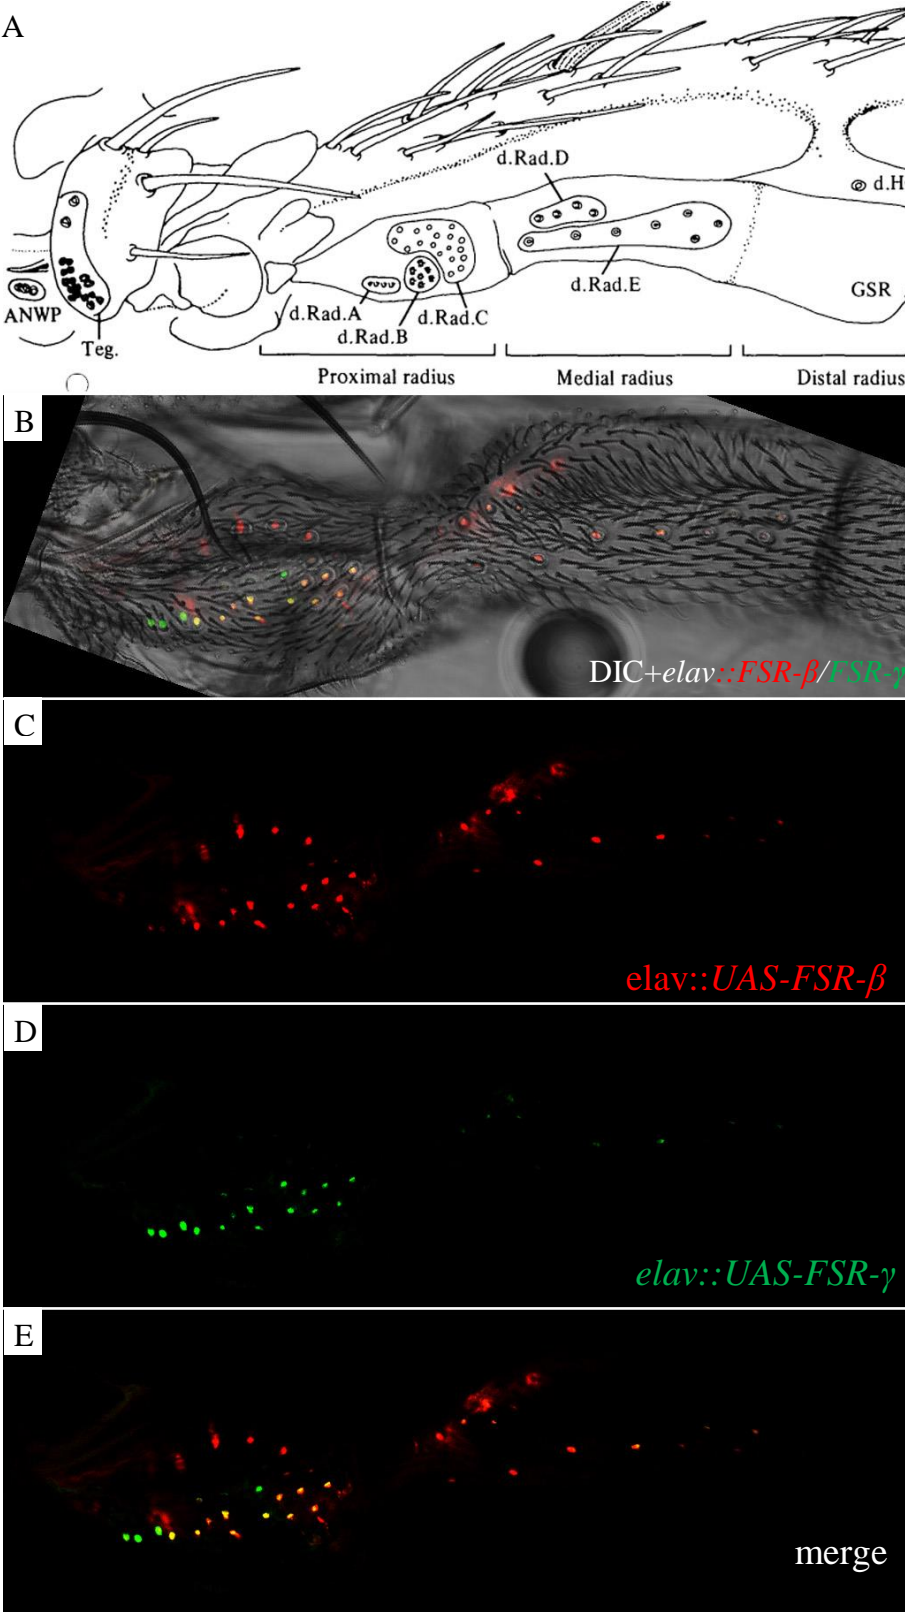 A
d.Rad.D
d.H
ANWP
Teg.
d.Rad.A
d.Rad.B
d.Rad.C
d.Rad.E
GSR
Proximal radius
Medial radius
Distal radius
B
DIC+elav::FSR-β/FSR-γ
C
elav::UAS-FSR-β
D
elav::UAS-FSR-γ
E
merge